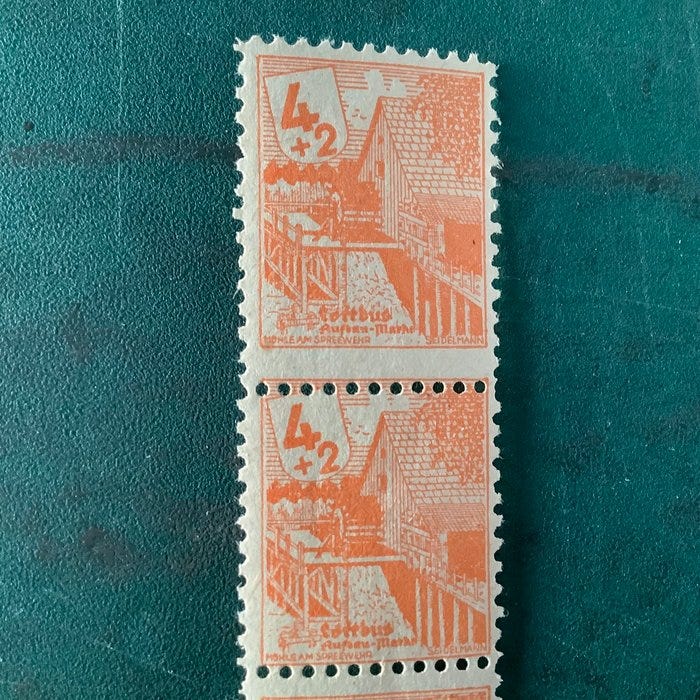 4
+2
Cottbus
Aufbau-Marke
MÜHLE AM SPREEWEHR SEIDELMANN
4
+2
Cottbus
Aufbau-Marke
MÜHLE AM SPREEWEHR SEIDELMANN